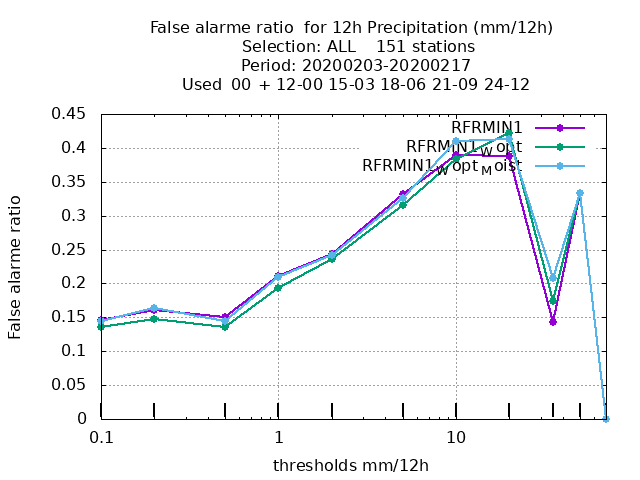 False alarme ratio  for 12h Precipitation (mm/12h)
Selection: ALL    151 stations
Period: 20200203-20200217
Used  00 + 12-00 15-03 18-06 21-09 24-12
RFRMIN1
RFRMIN1_Wopt
RFRMIN1_Wopt_Moist
False alarme ratio
0.45
0.4
0.35
0.3
0.25
0.2
0.15
0.1
0.05
0
0.1 1 10
thresholds mm/12h